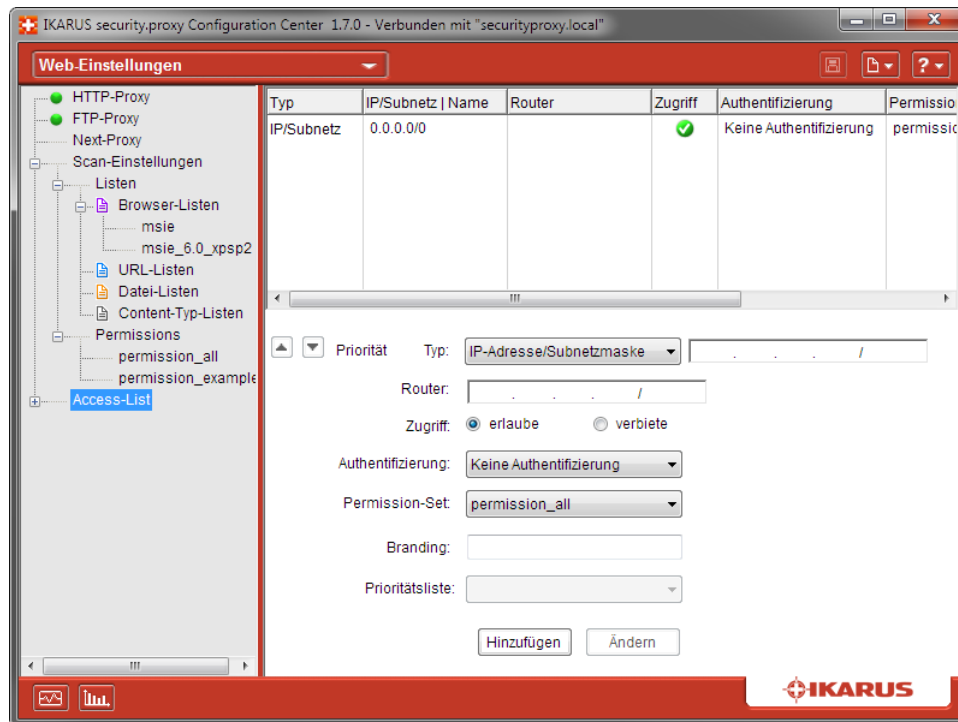 IKARUS security.proxy Configuration Center 1.7.0 - Verbunden mit "securityproxy.local"
Web-Einstellungen
HTTP-Proxy
FTP-Proxy
Next-Proxy
Scan-Einstellungen
Listen
Browser-Listen
msie
msie_6.0_xpsp2
URL-Listen
Datei-Listen
Content-Typ-Listen
Permissions
permission_all
permission_example
Access-List
Typ IP/Subnetz | Name Router Zugriff Authentifizierung Permissio
IP/Subnetz 0.0.0.0/0 Keine Authentifizierung permissic
Priorität Typ: IP-Adresse/Subnetzmaske . . . /
Router: . . . /
Zugriff: erlaube verbiete
Authentifizierung: Keine Authentifizierung
Permission-Set: permission_all
Branding:
Prioritätsliste:
Hinzufügen Ändern
IKARUS